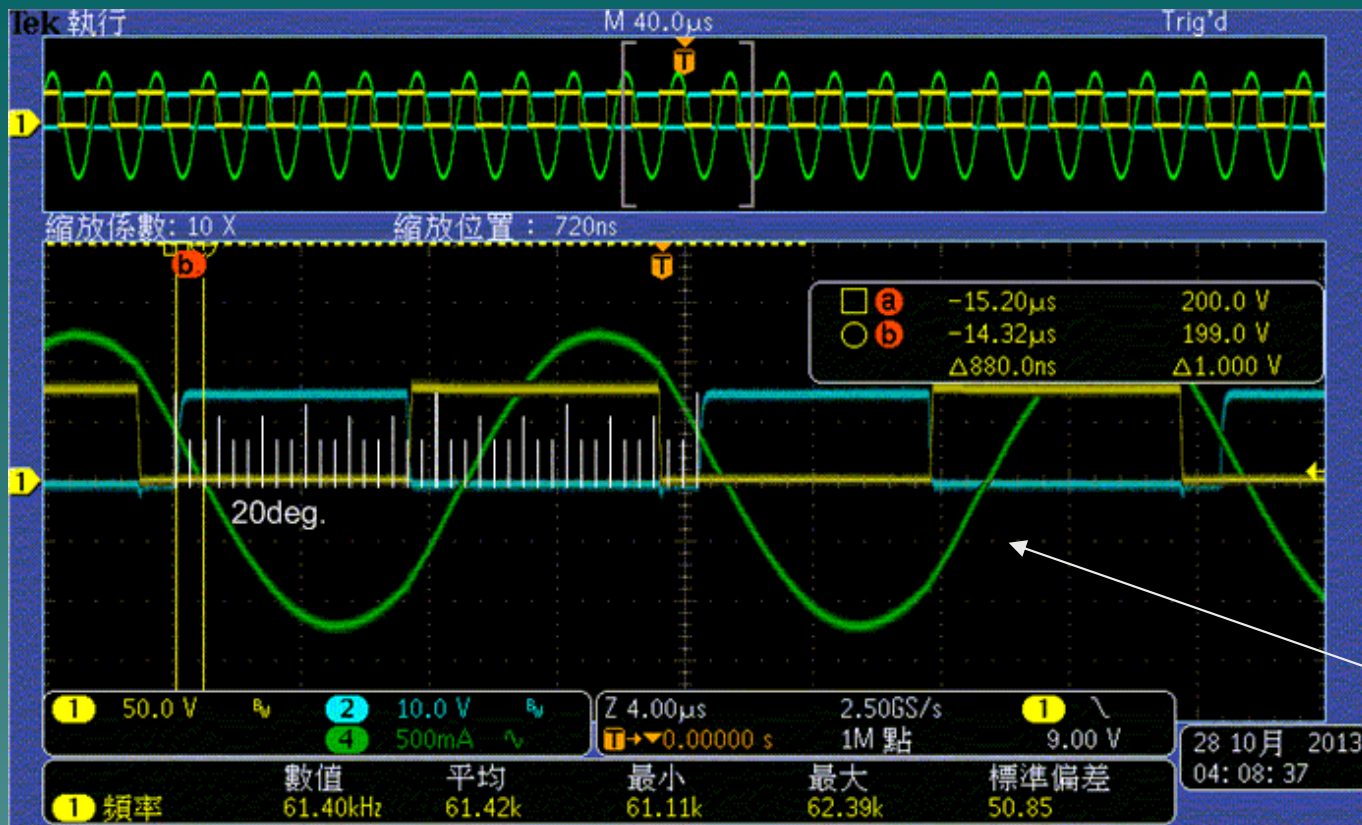 Tek 執行 M 40.0µs Trig'd
T
1
縮放係數: 10 X 縮放位置: 720ns
b T
a -15.20µs 200.0 V
b -14.32µs 199.0 V
Δ880.0ns Δ1.000 V
1
20deg.
1 50.0 V BW 2 10.0 V BW
4 500mA
Z 4.00µs 2.50GS/s 1
T→▼0.00000 s 1M 點 9.00 V
28 10月 2013
04:08:37
數值 平均 最小 最大 標準偏差
1 頻率 61.40kHz 61.42k 61.11k 62.39k 50.85